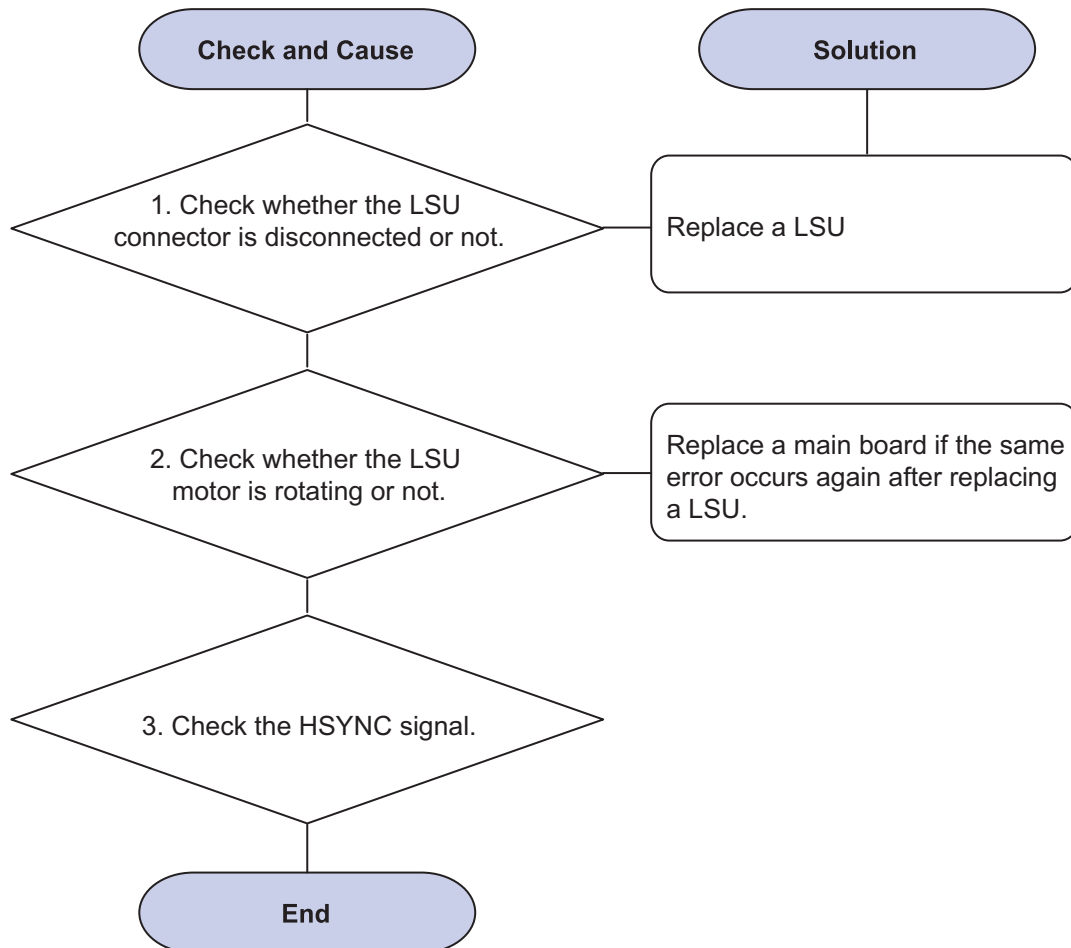 Check and Cause
Solution
1. Check whether the LSU
connector is disconnected or not.
Replace a LSU
2. Check whether the LSU
motor is rotating or not.
Replace a main board if the same
error occurs again after replacing
a LSU.
3. Check the HSYNC signal.
End